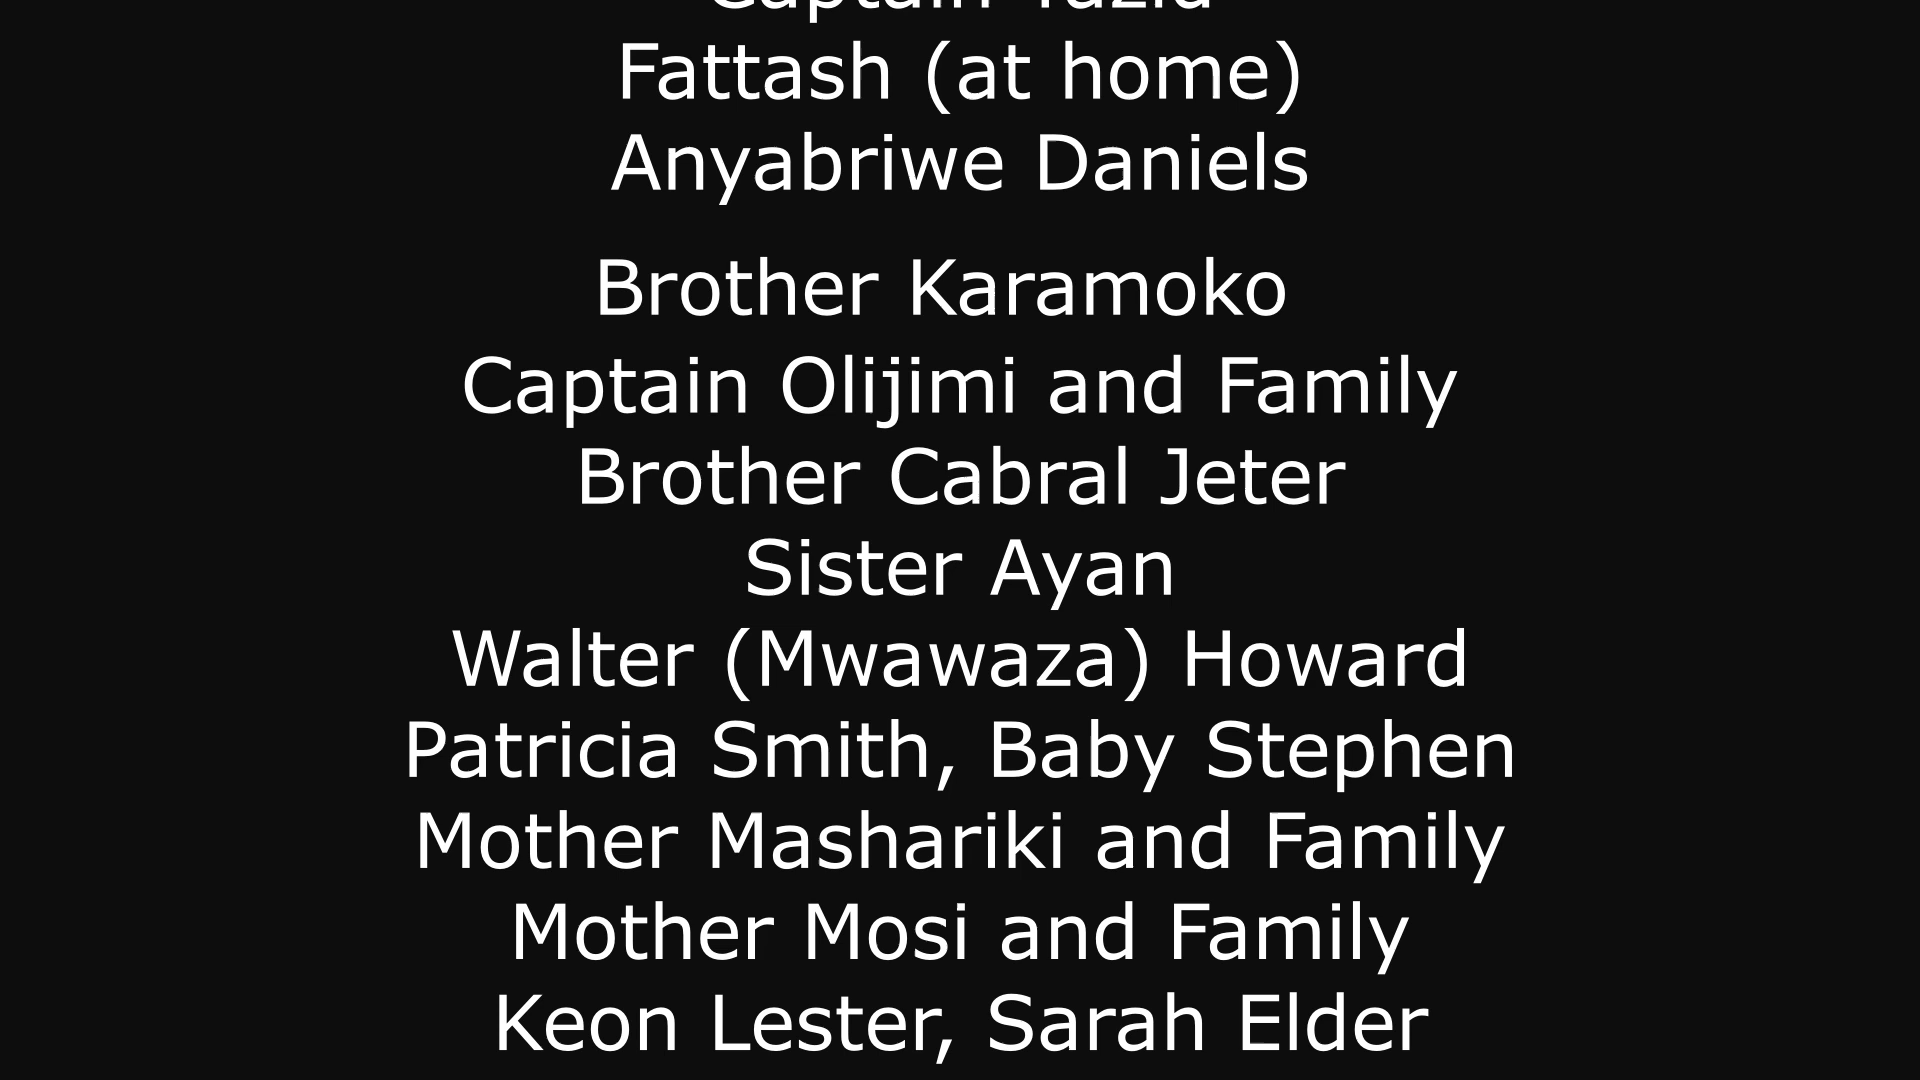 Captain Yazid
Fattash (at home)
Anyabriwe Daniels
Brother Karamoko
Captain Olijimi and Family
Brother Cabral Jeter
Sister Ayan
Walter (Mwawaza) Howard
Patricia Smith, Baby Stephen
Mother Mashariki and Family
Mother Mosi and Family
Keon Lester, Sarah Elder